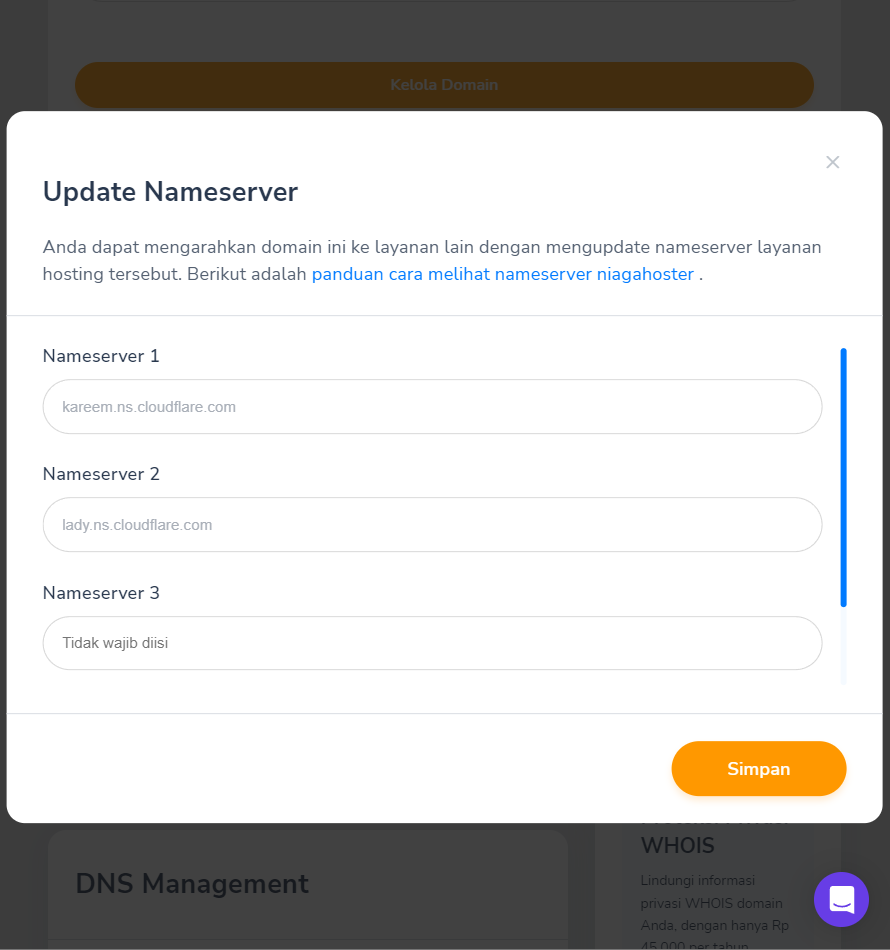 Kelola Domain
Update Nameserver
Anda dapat mengarahkan domain ini ke layanan lain dengan mengupdate nameserver layanan
hosting tersebut. Berikut adalah panduan cara melihat nameserver niagahoster .
Nameserver 1
kareem.ns.cloudflare.com
Nameserver 2
lady.ns.cloudflare.com
Nameserver 3
Tidak wajib diisi
Simpan
DNS Management
WHOIS
Lindungi informasi
privasi WHOIS domain
Anda, dengan hanya Rp
45.000 per tahun